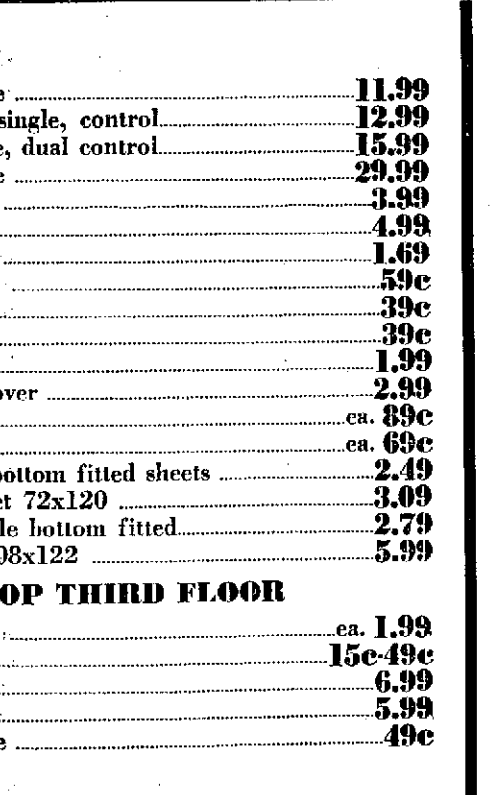 e 11.99
single, control 12.99
e, dual control 15.99
e 29.99
3.99
4.99
1.69
59c
39c
39c
1.99
over 2.99
ea. 89c
ea. 69c
bottom fitted sheets 2.49
et 72x120 3.09
le bottom fitted 2.79
98x122 5.99
OP THIRD FLOOR
ea. 1.99
15c-49c
6.99
5.99
e 49c